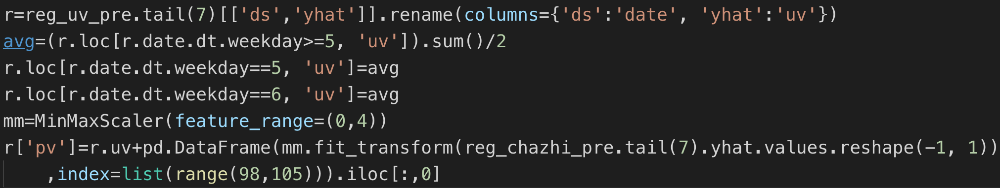 r=reg_uv_pre.tail(7)[['ds','yhat']].rename(columns={'ds':'date', 'yhat':'uv'})
avg=(r.loc[r.date.dt.weekday>=5, 'uv']).sum()/2
r.loc[r.date.dt.weekday==5, 'uv']=avg
r.loc[r.date.dt.weekday==6, 'uv']=avg
mm=MinMaxScaler(feature_range=(0,4))
r['pv']=r.uv+pd.DataFrame(mm.fit_transform(reg_chazhi_pre.tail(7).yhat.values.reshape(-1, 1))
    ,index=list(range(98,105))).iloc[:,0]